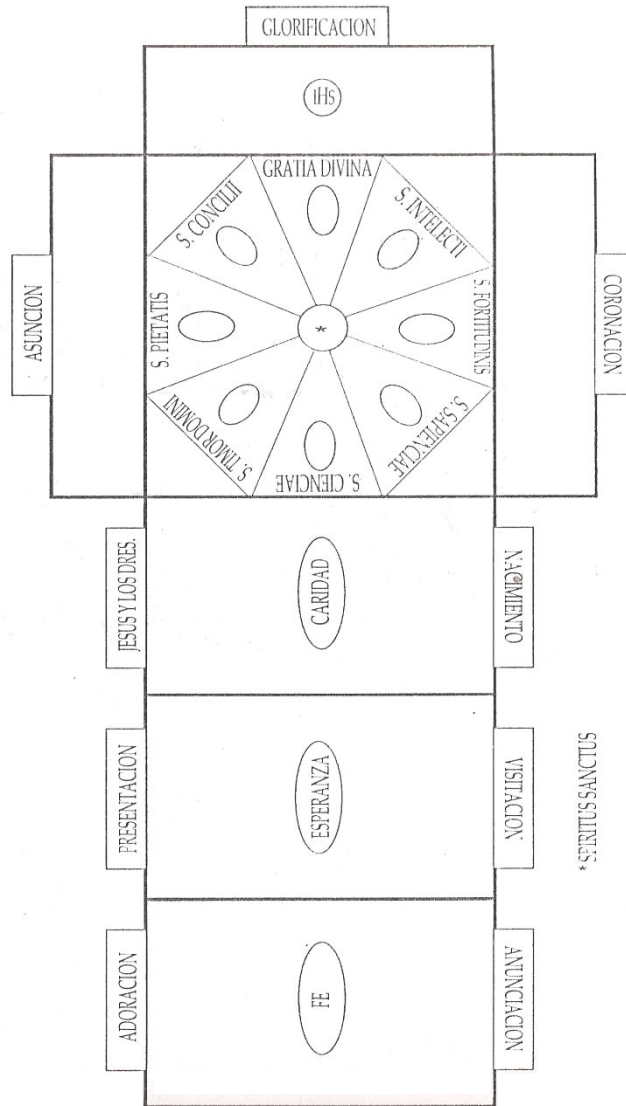 GLORIFICACION
IHS
GRATIA DIVINA
S. INTELECTI
S. FORTITUDINIS
S. SAPIENCIAE
S. CIENCIAE
S. TIMOR DOMINI
S. PIETATIS
S. CONCILII
*
ASUNCION
CORONACION
JESUS Y LOS DRES.
CARIDAD
NACIMIENTO
PRESENTACION
ESPERANZA
VISITACION
* SPIRITUS SANCTUS
ADORACION
FE
ANUNCIACION